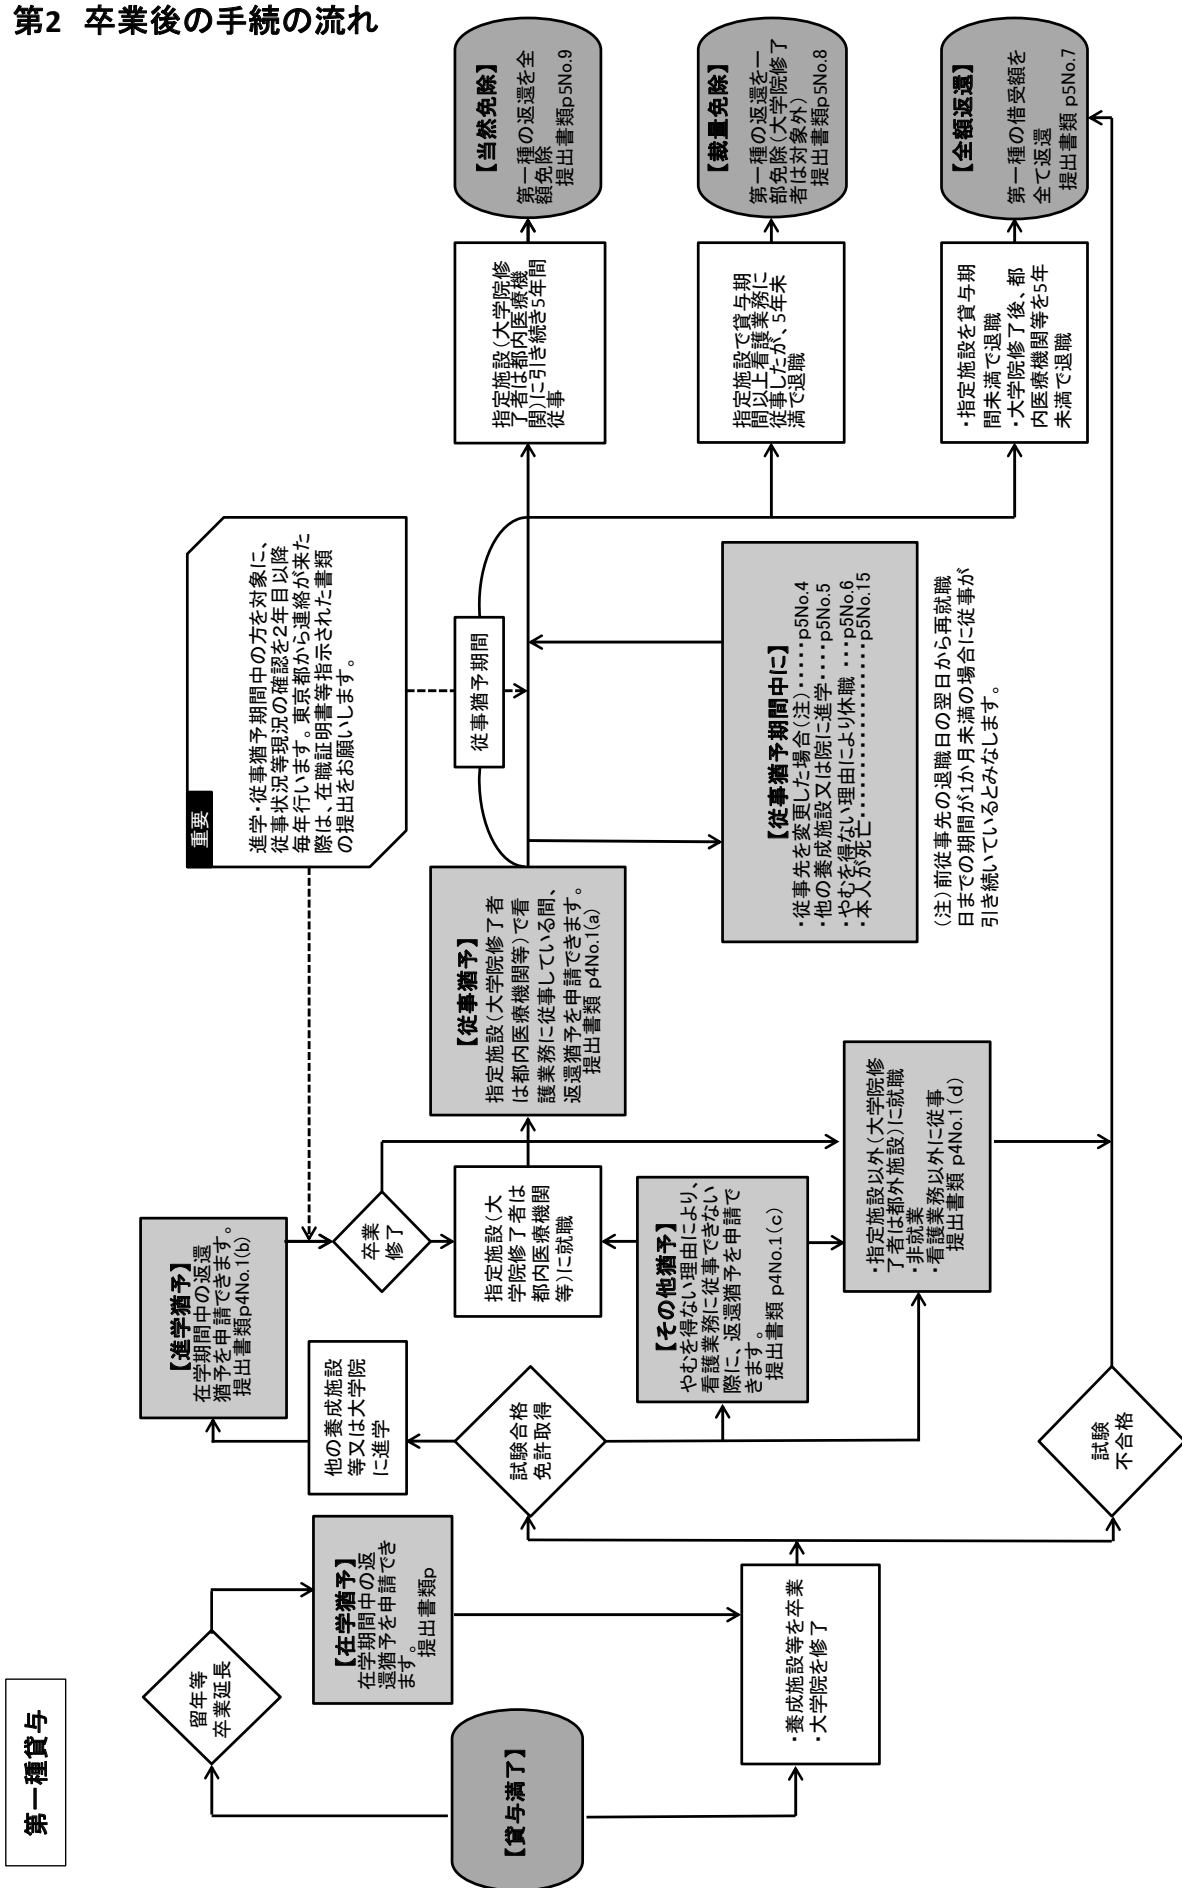 第2 卒業後の手続の流れ
第一種貸与
【貸与満了】
留年等
卒業延長
【在学猶予】
在学期間中の返
還猶予を申請でき
ます。
提出書類p
・養成施設等を卒業
・大学院を修了
試験合格
免許取得
試験
不合格
他の養成施設
等又は大学院
に進学
【進学猶予】
在学期間中の返還
猶予を申請できます。
提出書類p4No.1(b)
卒業
修了
指定施設(大
学院修了者は
都内医療機関
等)に就職
【その他猶予】
やむを得ない理由により、
看護業務に従事できない
際に、返還猶予を申請で
きます。
提出書類 p4No.1(c)
・指定施設以外(大学院修
了者は都外施設)に就職
・非就業
・看護業務以外に従事
提出書類 p4No.1(d)
【従事猶予】
指定施設(大学院修了者
は都内医療機関等)で看
護業務に従事している間、
返還猶予を申請できます。
提出書類 p4No.1(a)
重要
進学・従事猶予期間中の方を対象に、
従事状況等現況の確認を2年目以降
毎年行います。東京都から連絡が来た
際は、在職証明書等指示された書類
の提出をお願いします。
従事猶予期間
【従事猶予期間中に】
・従事先を変更した場合(注)・・・・・p5No.4
・他の養成施設又は院に進学・・・・p5No.5
・やむを得ない理由により休職 ・・・p5No.6
・本人が死亡・・・・・・・・・・・・・・・・・・p5No.15
(注)前従事先の退職日の翌日から再就職
日までの期間が1か月未満の場合に従事が
引き続いているとみなします。
指定施設(大学院修
了者は都内医療機
関)に引き続き5年間
従事
指定施設で貸与期
間以上看護業務に
従事したが、5年未
満で退職
・指定施設を貸与期
間未満で退職
・大学院修了後、都
内医療機関等を5年
未満で退職
【当然免除】
第一種の返還を全
額免除
提出書類p5No.9
【裁量免除】
第一種の返還を一
部免除(大学院修了
者は対象外)
提出書類p5No.8
【全額返還】
第一種の借受額を
全て返還
提出書類 p5No.7